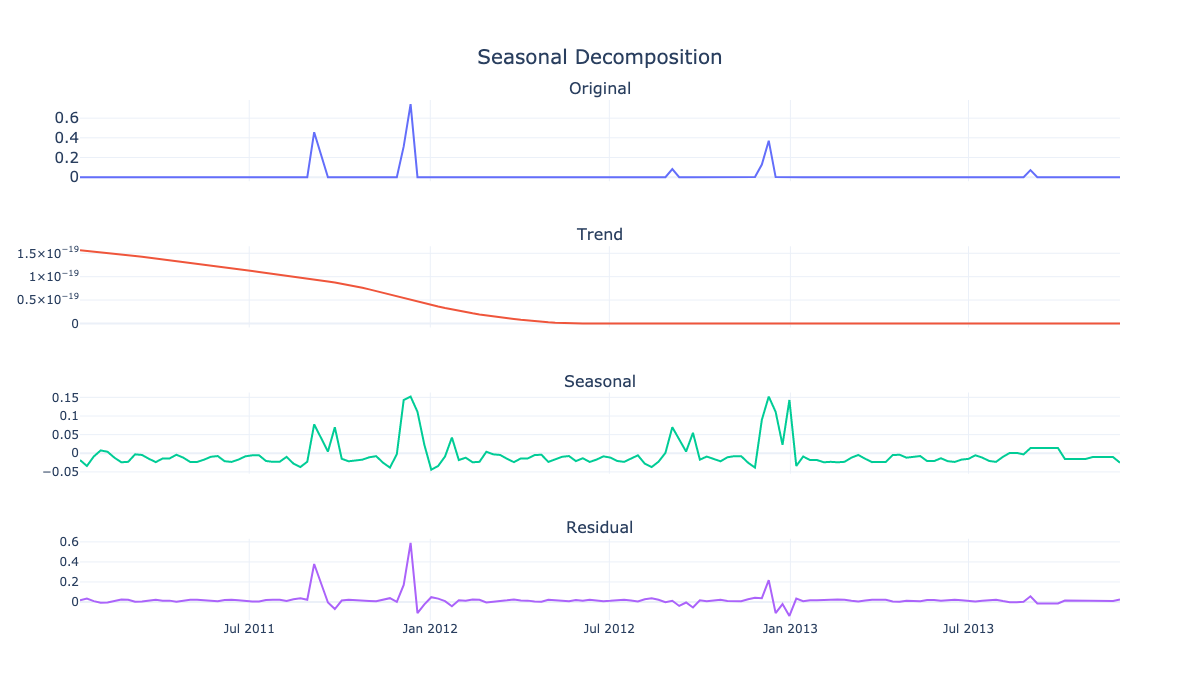 Seasonal Decomposition
Original
0.6
0.4
0.2
0
Trend
1.5×10⁻¹⁹
1×10⁻¹⁹
0.5×10⁻¹⁹
0
Seasonal
0.15
0.1
0.05
0
−0.05
Residual
0.6
0.4
0.2
0
Jul 2011 Jan 2012 Jul 2012 Jan 2013 Jul 2013